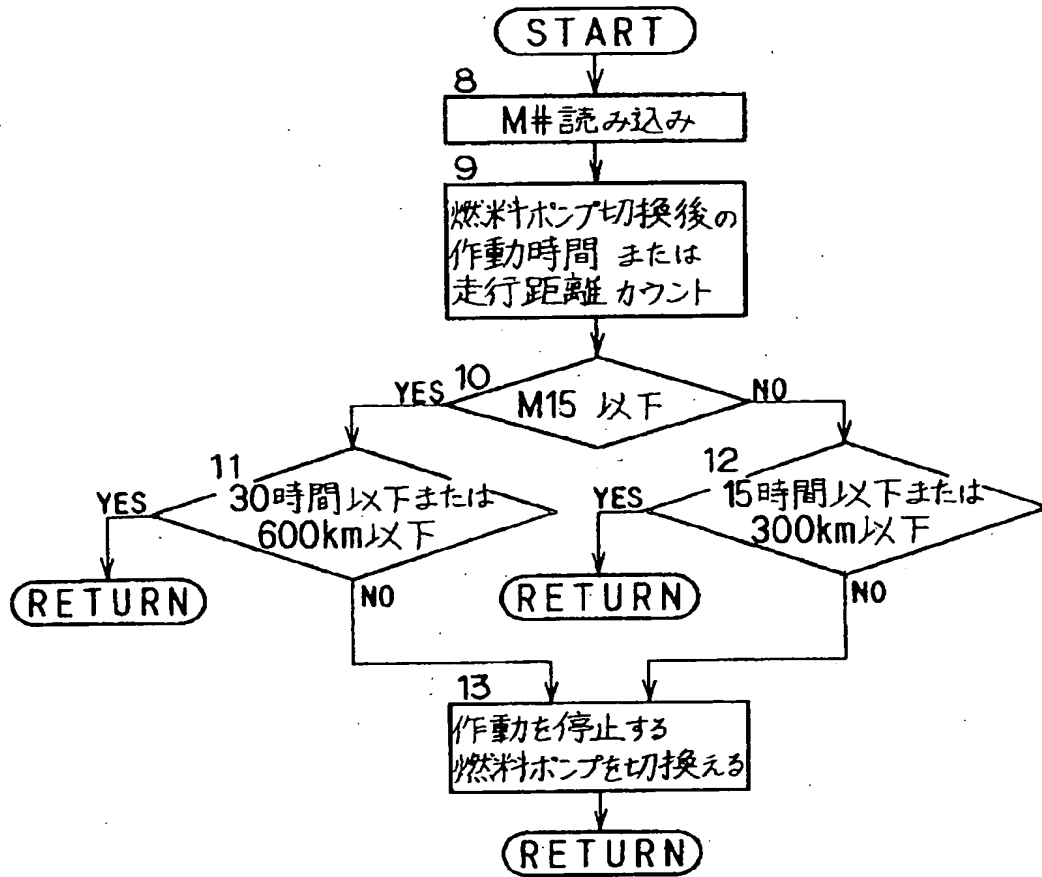 START
8
M#読み込み
9
燃料ポンプ切換後の
作動時間 または
走行距離 カウント
10
YES
M15 以下
NO
11
30時間以下または
600km以下
YES
NO
RETURN
12
15時間以下または
300km以下
YES
NO
RETURN
13
作動を停止する
燃料ポンプを切換える
RETURN